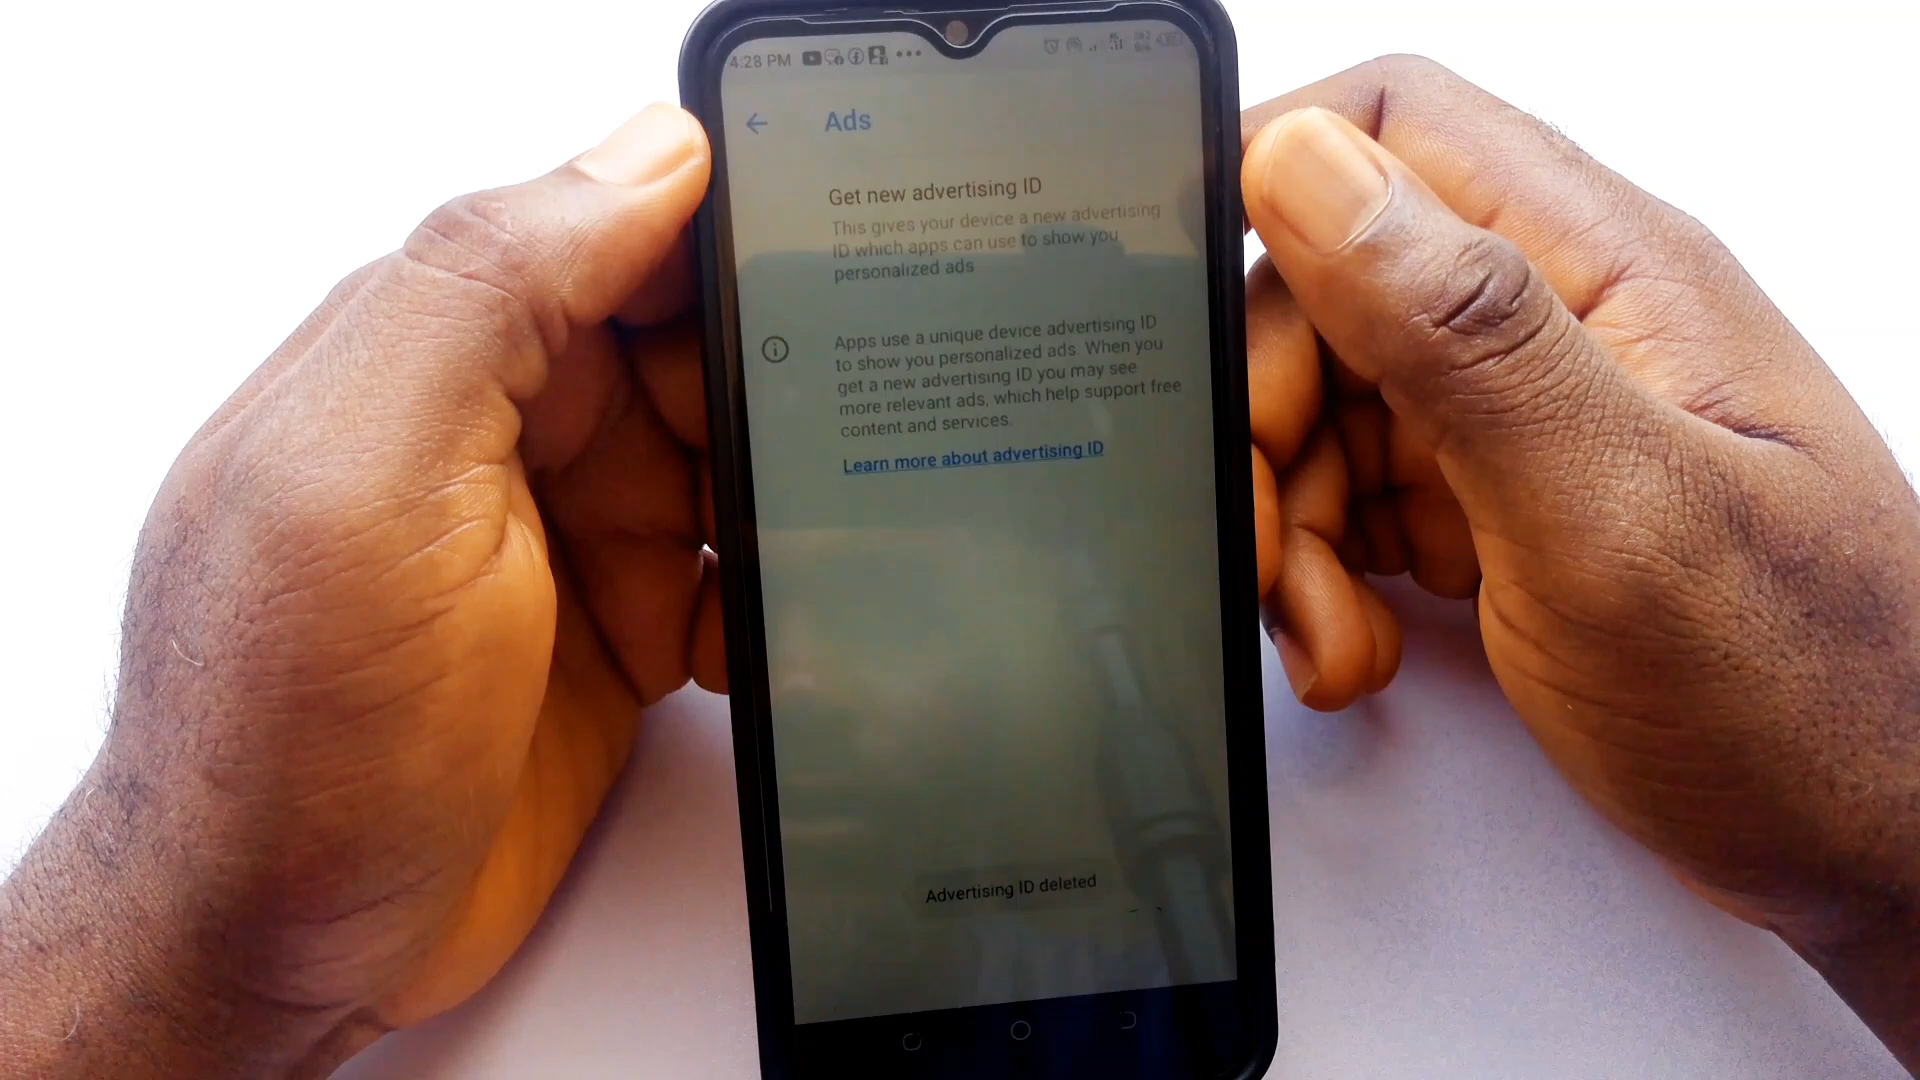 4:28 PM
Ads
Get new advertising ID
This gives your device a new advertising
ID which apps can use to show you
personalized ads
Apps use a unique device advertising ID
to show you personalized ads. When you
get a new advertising ID you may see
more relevant ads, which help support free
content and services.
Learn more about advertising ID
Advertising ID deleted